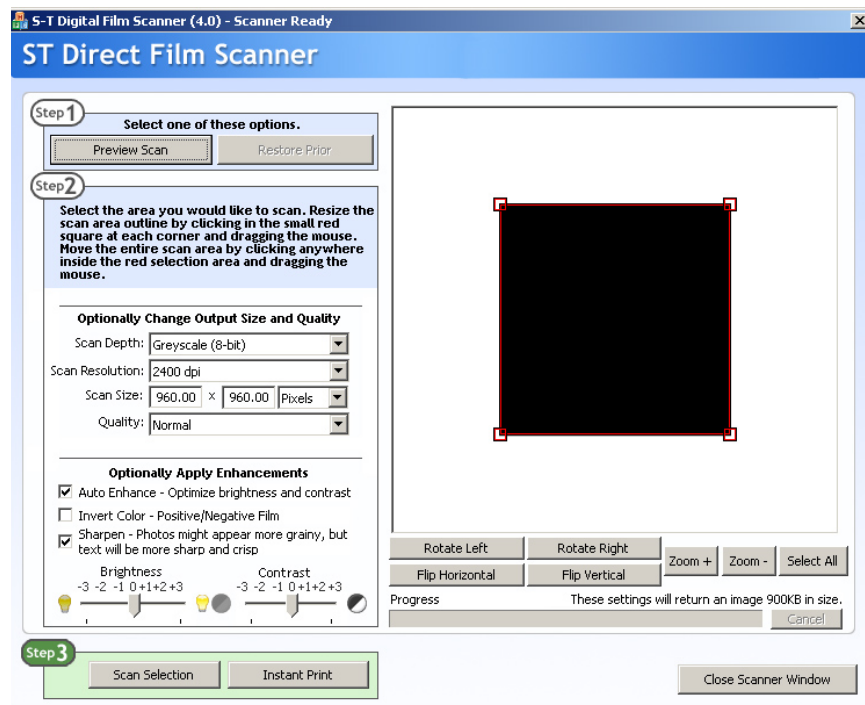 S-T Digital Film Scanner (4.0) - Scanner Ready
ST Direct Film Scanner
Step 1
Select one of these options.
Preview Scan
Restore Prior
Step 2
Select the area you would like to scan. Resize the
scan area outline by clicking in the small red
square at each corner and dragging the mouse.
Move the entire scan area by clicking anywhere
inside the red selection area and dragging the
mouse.
Optionally Change Output Size and Quality
Scan Depth: Greyscale (8-bit)
Scan Resolution: 2400 dpi
Scan Size: 960.00 x 960.00 Pixels
Quality: Normal
Optionally Apply Enhancements
Auto Enhance - Optimize brightness and contrast
Invert Color - Positive/Negative Film
Sharpen - Photos might appear more grainy, but
text will be more sharp and crisp
Brightness Contrast
-3 -2 -1 0+1+2+3 -3 -2 -1 0+1+2+3
Rotate Left Rotate Right Zoom + Zoom - Select All
Flip Horizontal Flip Vertical
Progress These settings will return an image 900KB in size.
Cancel
Step 3
Scan Selection Instant Print
Close Scanner Window